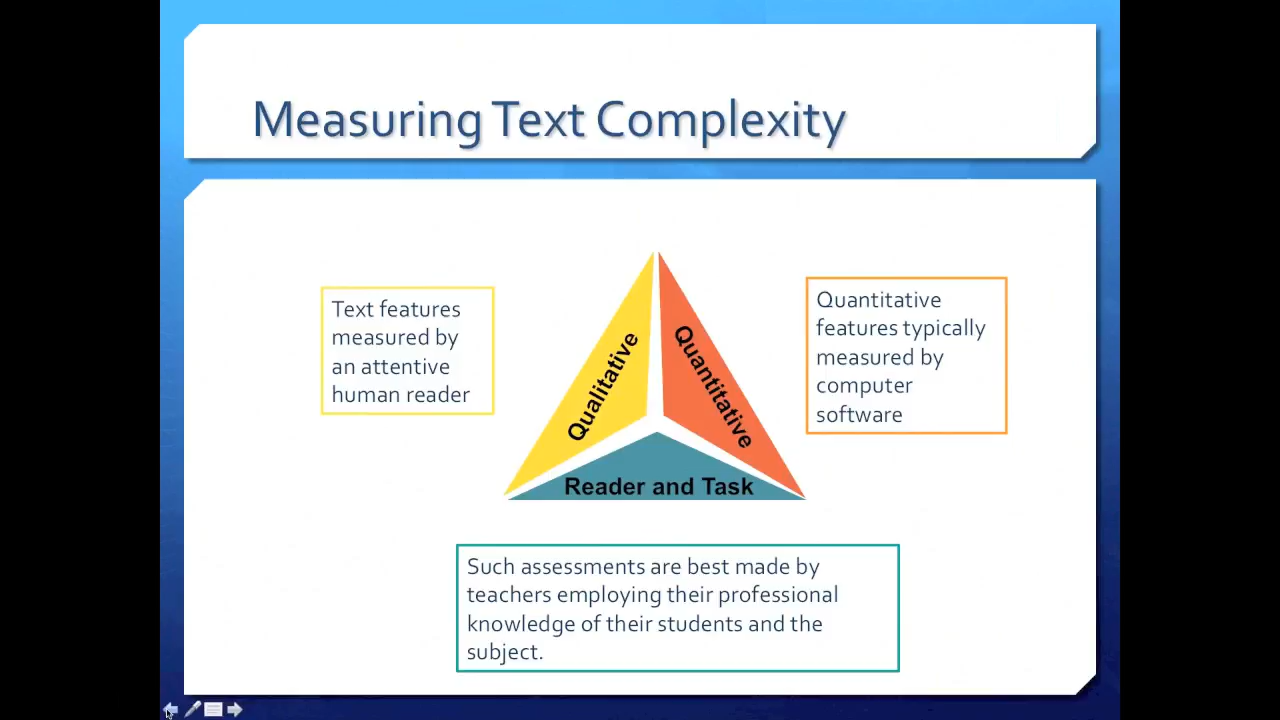 Measuring Text Complexity
Text features
measured by
an attentive
human reader
Qualitative
Quantitative
Quantitative
features typically
measured by
computer
software
Reader and Task
Such assessments are best made by
teachers employing their professional
knowledge of their students and the
subject.